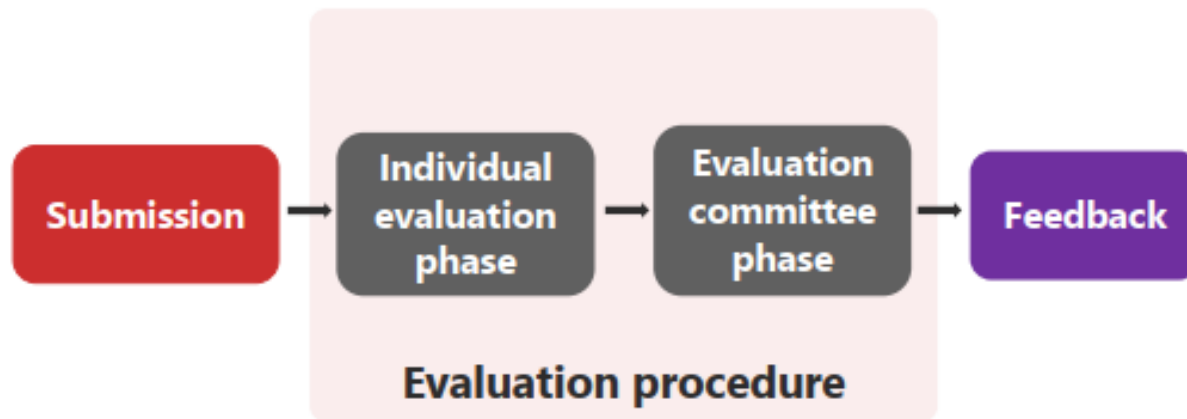 Submission
Individual
evaluation
phase
Evaluation
committee
phase
Feedback
Evaluation procedure